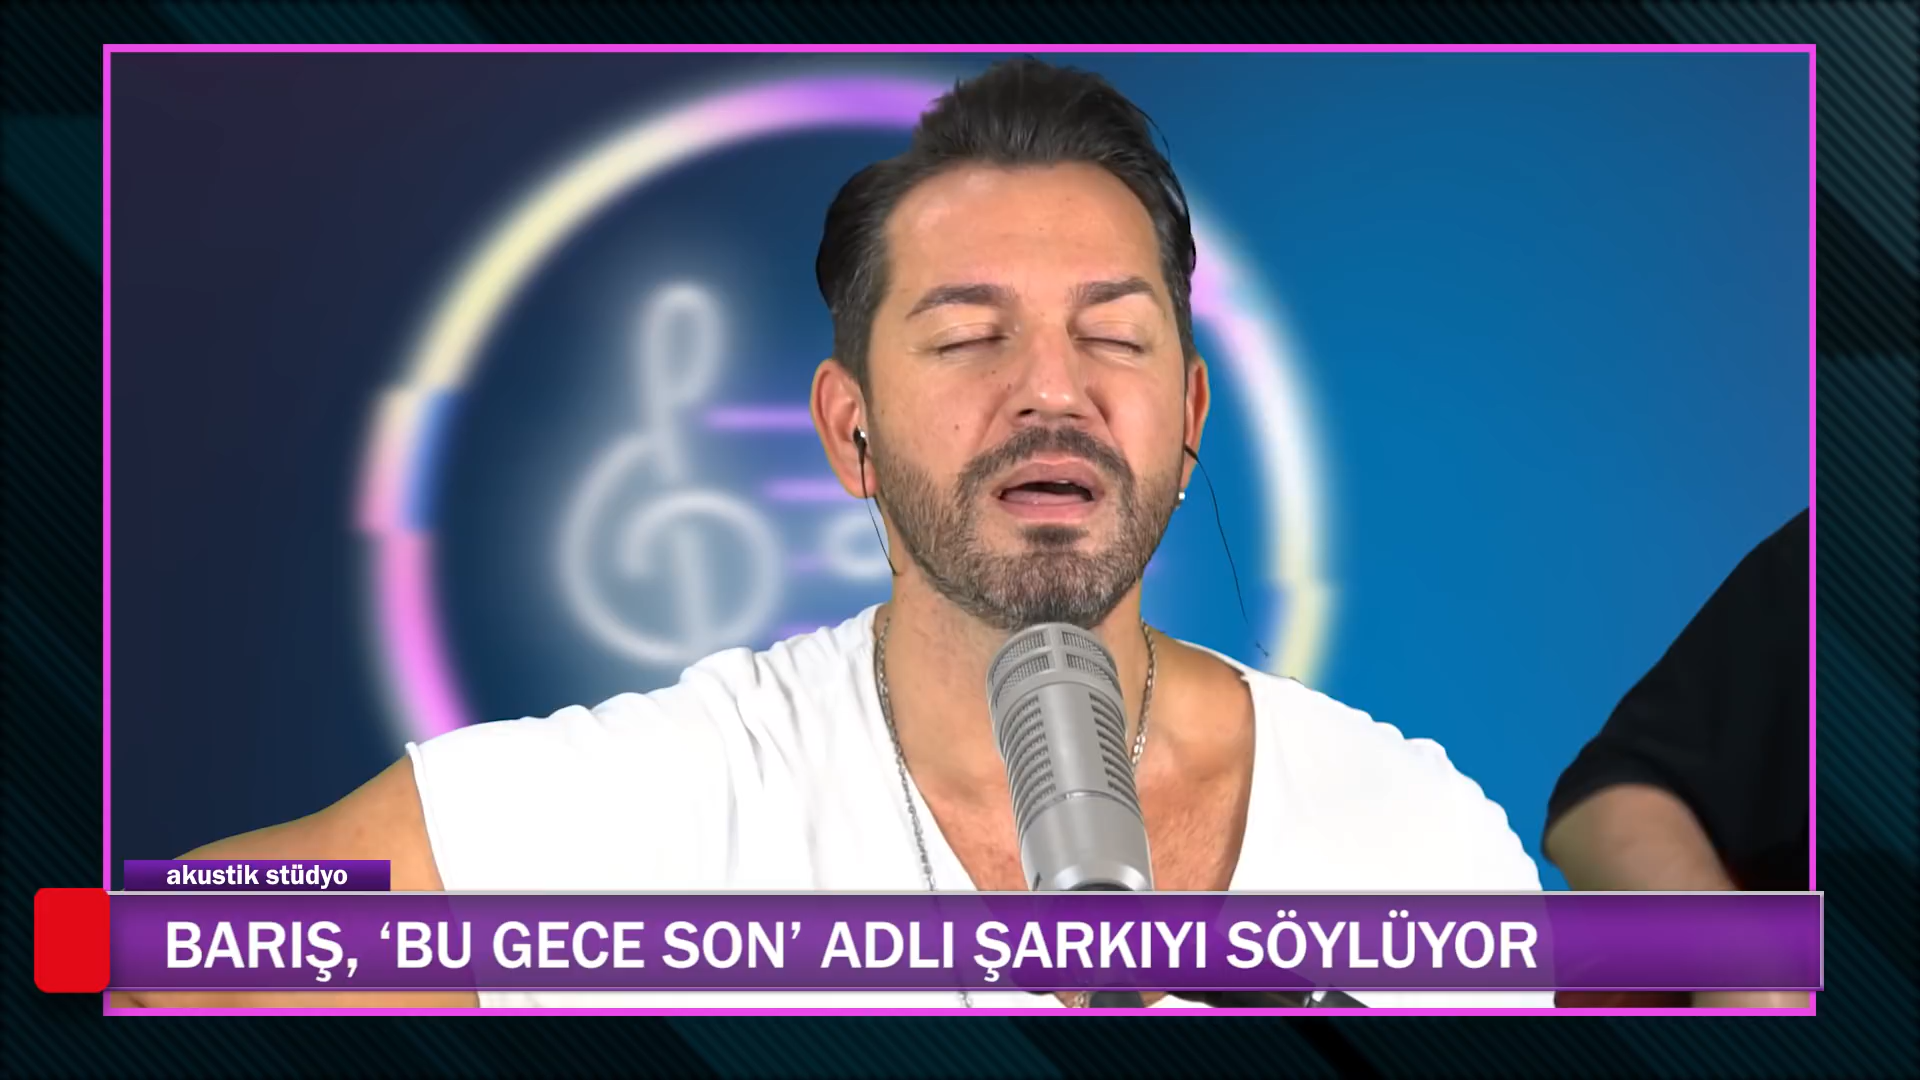 akustik stüdyo
BARIŞ, ‘BU GECE SON’ ADLI ŞARKIYI SÖYLÜYOR